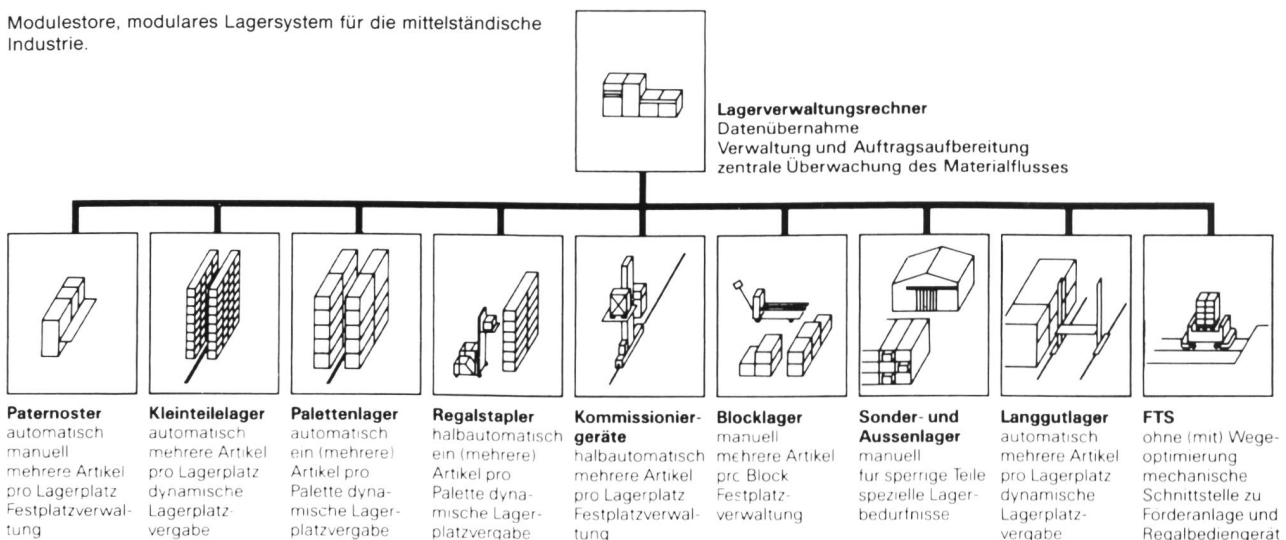 Modulestore, modulares Lagersystem für die mittelständische
Industrie.
Lagerverwaltungsrechner
Datenübernahme
Verwaltung und Auftragsaufbereitung
zentrale Überwachung des Materialflusses
Paternoster
automatisch
manuell
mehrere Artikel
pro Lagerplatz
Festplatzverwal-
tung
Kleinteilelager
automatisch
mehrere Artikel
pro Lagerplatz
dynamische
Lagerplatz-
vergabe
Palettenlager
automatisch
ein (mehrere)
Artikel pro
Palette dyna-
mische Lager-
platzvergabe
Regalstapler
halbautomatisch
ein (mehrere)
Artikel pro
Palette dyna-
mische Lager-
platzvergabe
Kommissionier-
geräte
halbautomatisch
mehrere Artikel
pro Lagerplatz
Festplatzverwal-
tung
Blocklager
manuell
mehrere Artikel
pro Block
Festplatz-
verwaltung
Sonder- und
Aussenlager
manuell
fur sperrige Teile
spezielle Lager-
bedurfnisse
Langgutlager
automatisch
mehrere Artikel
pro Lagerplatz
dynamische
Lagerplatz-
vergabe
FTS
ohne (mit) Wege-
optimierung
mechanische
Schnittstelle zu
Forderanlage und
Regalbediengerät